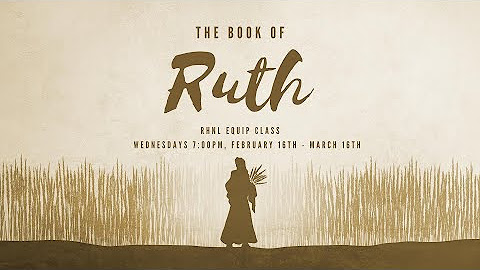 THE BOOK OF
Ruth
RHNL EQUIP CLASS
WEDNESDAYS 7:00PM, FEBRUARY 16TH - MARCH 16TH